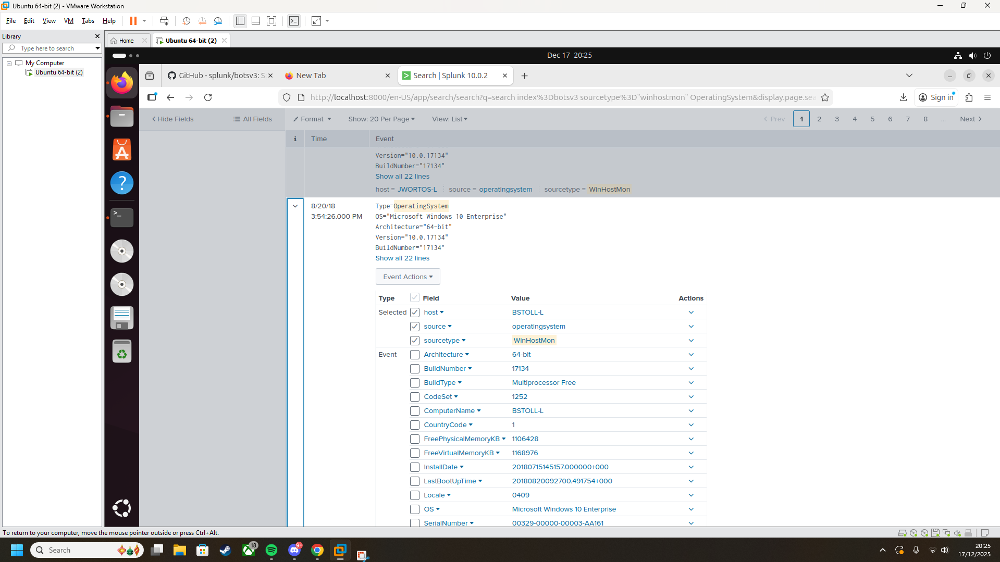 Ubuntu 64-bit (2) - VMware Workstation
File Edit View VM Tabs Help
Library
Type here to search
My Computer
Ubuntu 64-bit (2)
Home
Ubuntu 64-bit (2)
Dec 17 20:25
GitHub - splunk/botsv3: S
New Tab
Search | Splunk 10.0.2
http://localhost:8000/en-US/app/search/search?q=search index%3Dbotsv3 sourcetype%3D"winhostmon" OperatingSystem&display.page.sea
Sign in
Hide Fields
All Fields
Format
Show: 20 Per Page
View: List
Prev 1 2 3 4 5 6 7 8 ... Next
i Time Event
Version="10.0.17134"
BuildNumber="17134"
Show all 22 lines
host = JWORTOS-L source = operatingsystem sourcetype = WinHostMon
8/20/18
3:54:26.000 PM
Type=OperatingSystem
OS="Microsoft Windows 10 Enterprise"
Architecture="64-bit"
Version="10.0.17134"
BuildNumber="17134"
Show all 22 lines
Event Actions
Type Field Value Actions
Selected host BSTOLL-L
source operatingsystem
sourcetype WinHostMon
Event Architecture 64-bit
BuildNumber 17134
BuildType Multiprocessor Free
CodeSet 1252
ComputerName BSTOLL-L
CountryCode 1
FreePhysicalMemoryKB 1106428
FreeVirtualMemoryKB 1168976
InstallDate 20180715145157.000000+000
LastBootUpTime 20180820092700.491754+000
Locale 0409
OS Microsoft Windows 10 Enterprise
SerialNumber 00329-00000-00003-AA161
To return to your computer, move the mouse pointer outside or press Ctrl+Alt.
Search
18
9+
20:25
17/12/2025